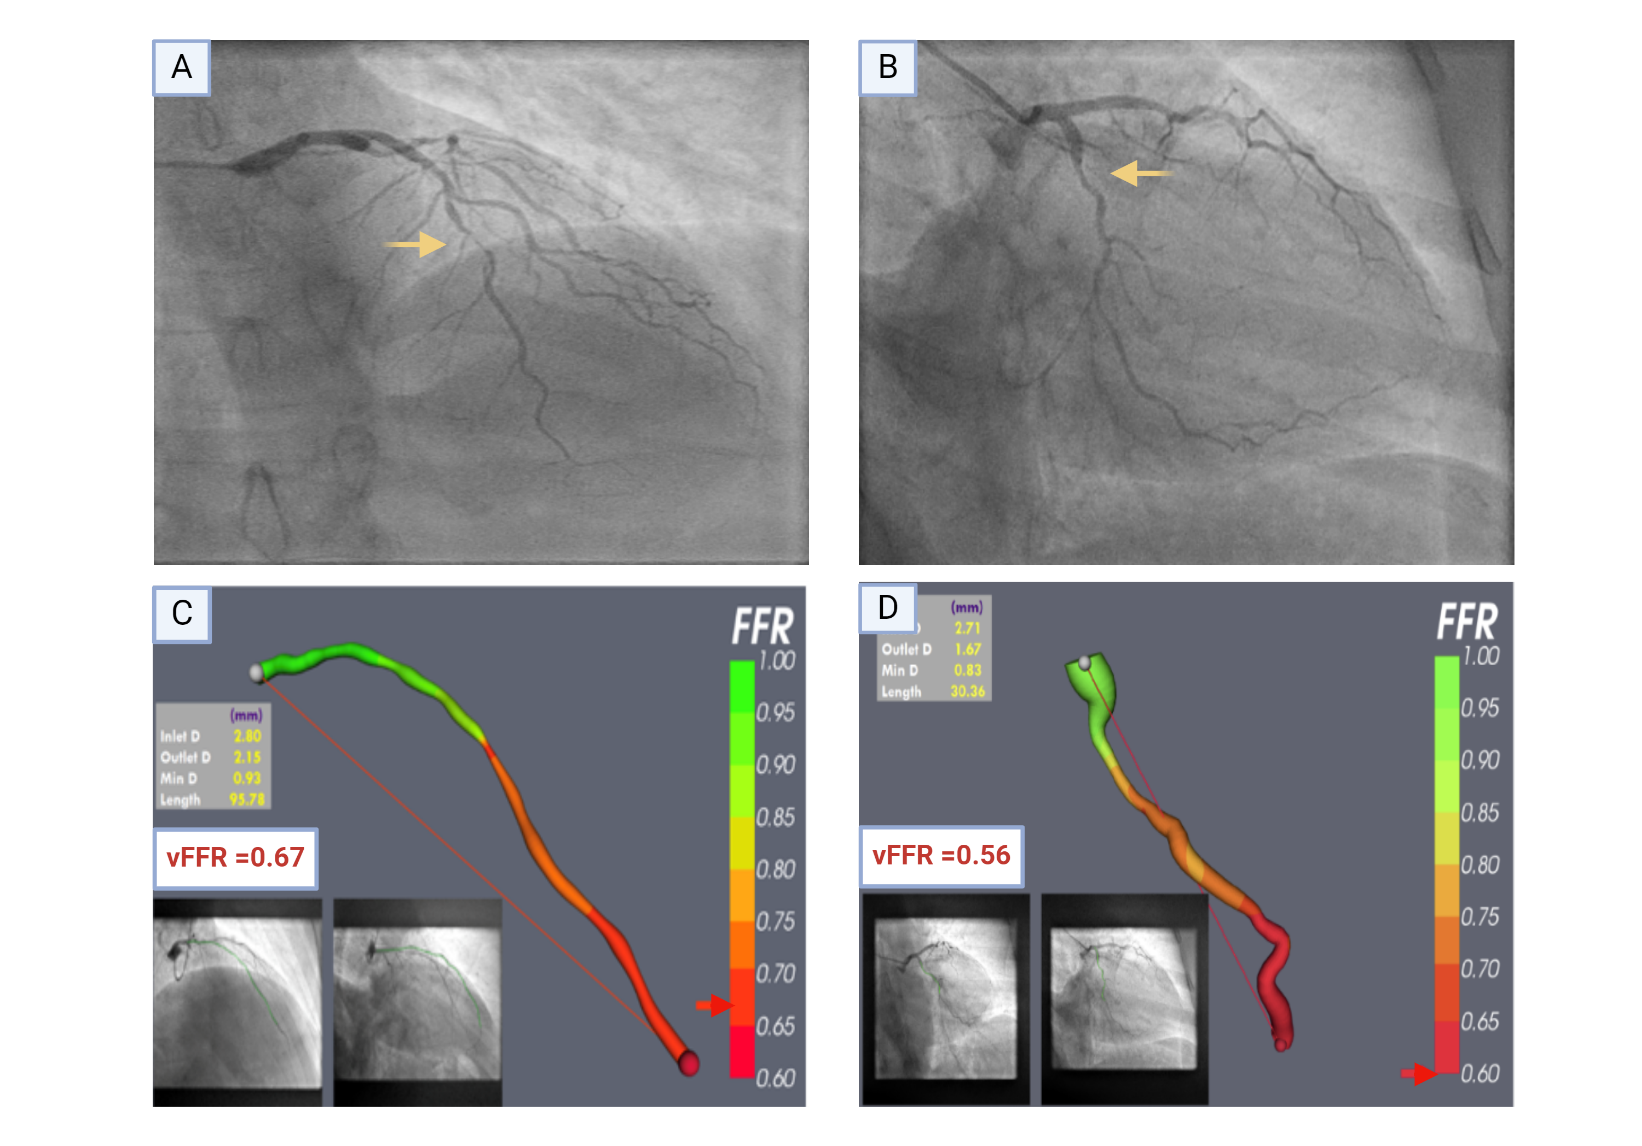 A
B
C
FFR
1.00
0.95
0.90
0.85
0.80
0.75
0.70
0.65
0.60
(mm)
Inlet D 2.80
Outlet D 2.15
Min D 0.93
Length 95.78
vFFR =0.67
D
FFR
1.00
0.95
0.90
0.85
0.80
0.75
0.70
0.65
0.60
(mm)
2.71
Outlet D 1.67
Min D 0.83
Length 30.36
vFFR =0.56